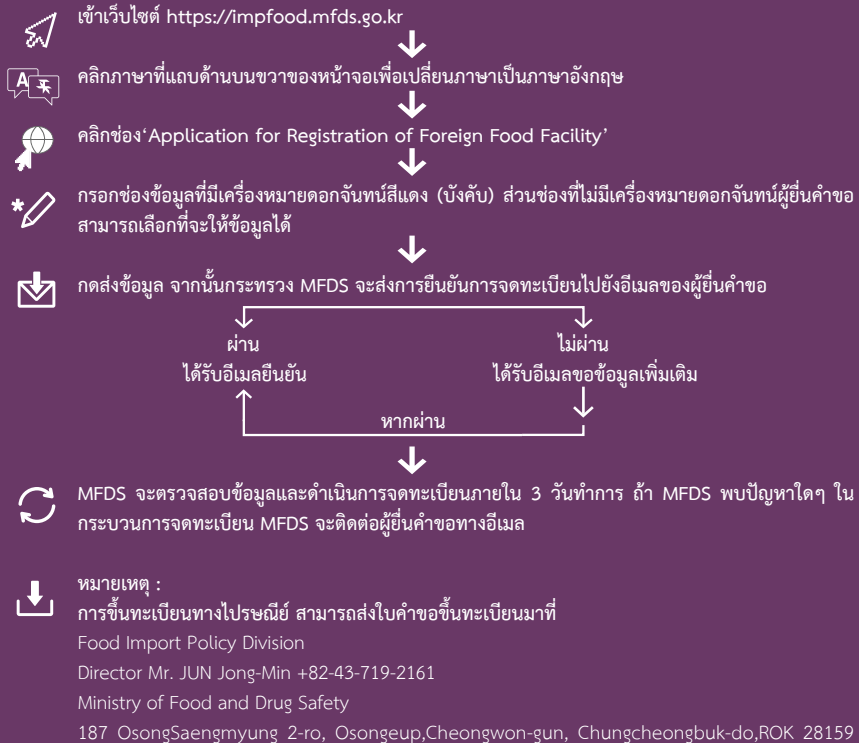 เข้าเว็บไซต์ https://impfood.mfds.go.kr
คลิกภาษาที่แถบด้านบนขวาของหน้าจอเพื่อเปลี่ยนภาษาเป็นภาษาอังกฤษ
คลิกช่อง‘Application for Registration of Foreign Food Facility’
กรอกช่องข้อมูลที่มีเครื่องหมายดอกจันทน์สีแดง (บังคับ) ส่วนช่องที่ไม่มีเครื่องหมายดอกจันทน์ผู้ยื่นคำขอ
สามารถเลือกที่จะให้ข้อมูลได้
กดส่งข้อมูล จากนั้นกระทรวง MFDS จะส่งการยืนยันการจดทะเบียนไปยังอีเมลของผู้ยื่นคำขอ
ผ่าน ไม่ผ่าน
ได้รับอีเมลยืนยัน ได้รับอีเมลขอข้อมูลเพิ่มเติม
หากผ่าน
MFDS จะตรวจสอบข้อมูลและดำเนินการจดทะเบียนภายใน 3 วันทำการ ถ้า MFDS พบปัญหาใดๆ ใน
กระบวนการจดทะเบียน MFDS จะติดต่อผู้ยื่นคำขอทางอีเมล
หมายเหตุ :
การขึ้นทะเบียนทางไปรษณีย์ สามารถส่งใบคำขอขึ้นทะเบียนมาที่
Food Import Policy Division
Director Mr. JUN Jong-Min +82-43-719-2161
Ministry of Food and Drug Safety
187 OsongSaengmyung 2-ro, Osongeup,Cheongwon-gun, Chungcheongbuk-do,ROK 28159